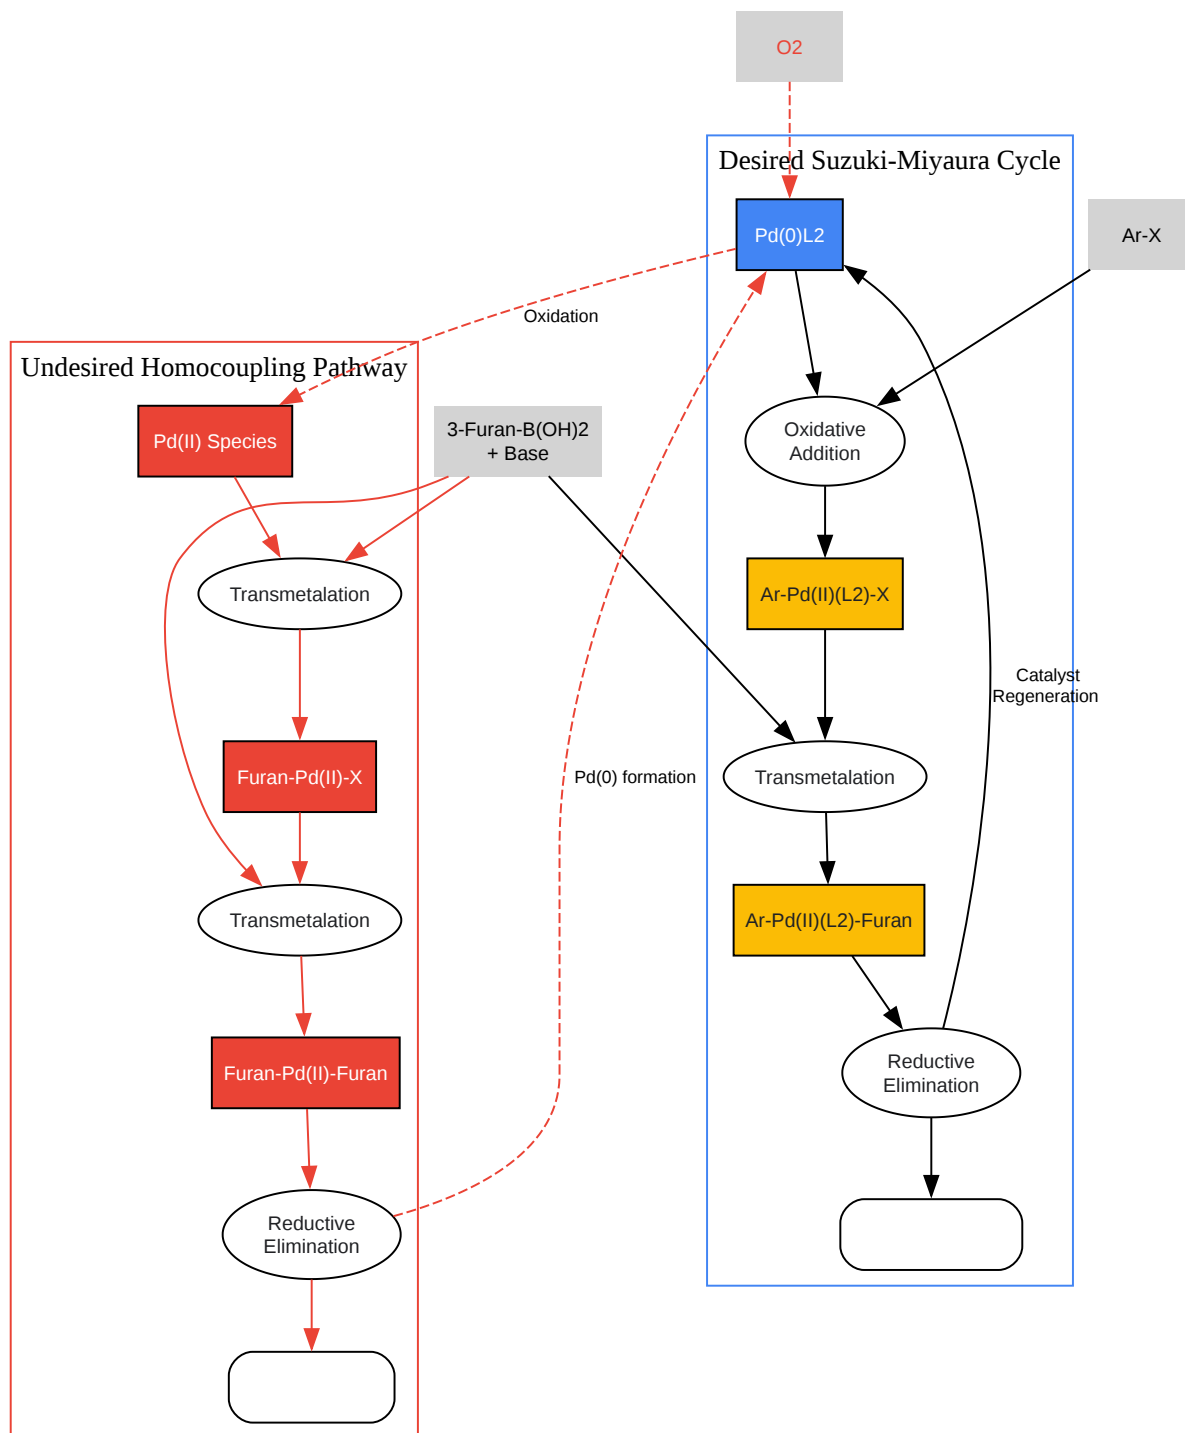 O2
Desired Suzuki-Miyaura Cycle
Pd(0)L2
Ar-X
Oxidation
Undesired Homocoupling Pathway
Pd(II) Species
3-Furan-B(OH)2
+ Base
Oxidative
Addition
Transmetalation
Ar-Pd(II)(L2)-X
Catalyst
Regeneration
Furan-Pd(II)-X
Pd(0) formation
Transmetalation
Transmetalation
Ar-Pd(II)(L2)-Furan
Furan-Pd(II)-Furan
Reductive
Elimination
Reductive
Elimination